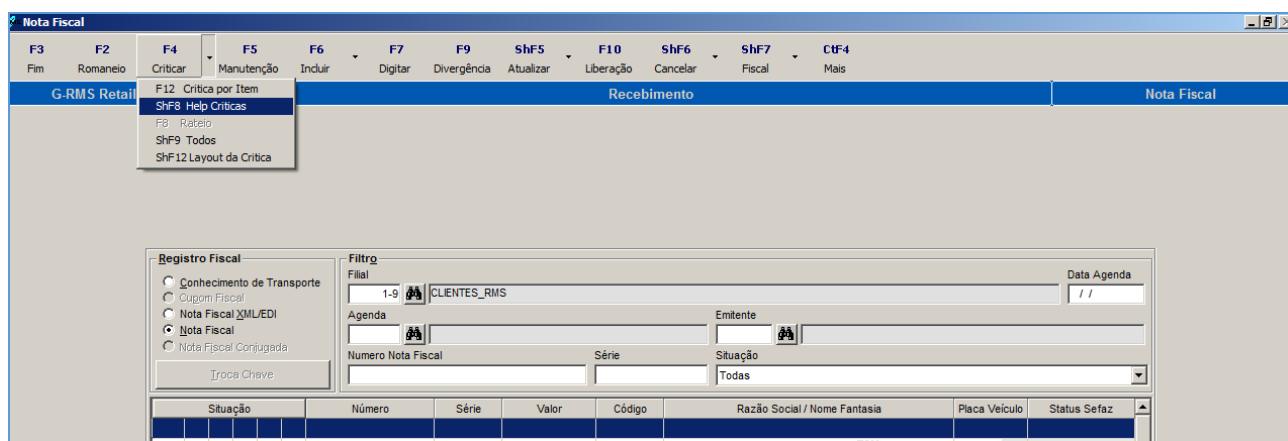 Nota Fiscal
F3 F2 F4 F5 F6 F7 F9 ShF5 F10 ShF6 ShF7 CtF4
Fim Romaneio Criticar Manutenção Incluir Digitar Divergência Atualizar Liberação Cancelar Fiscal Mais
G-RMS Retail Recebimento Nota Fiscal
F12 Critica por Item
ShF8 Help Criticas
F8 Rateio
ShF9 Todos
ShF12 Layout da Critica
Registro Fiscal
Conhecimento de Transporte
Cupom Fiscal
Nota Fiscal XML/EDI
Nota Fiscal
Nota Fiscal Conjugada
Troca Chave
Filtro
Filial Data Agenda
1-9 CLIENTES_RMS / /
Agenda Emitente
Numero Nota Fiscal Série Situação
Todas
Situação Número Série Valor Código Razão Social / Nome Fantasia Placa Veículo Status Sefaz